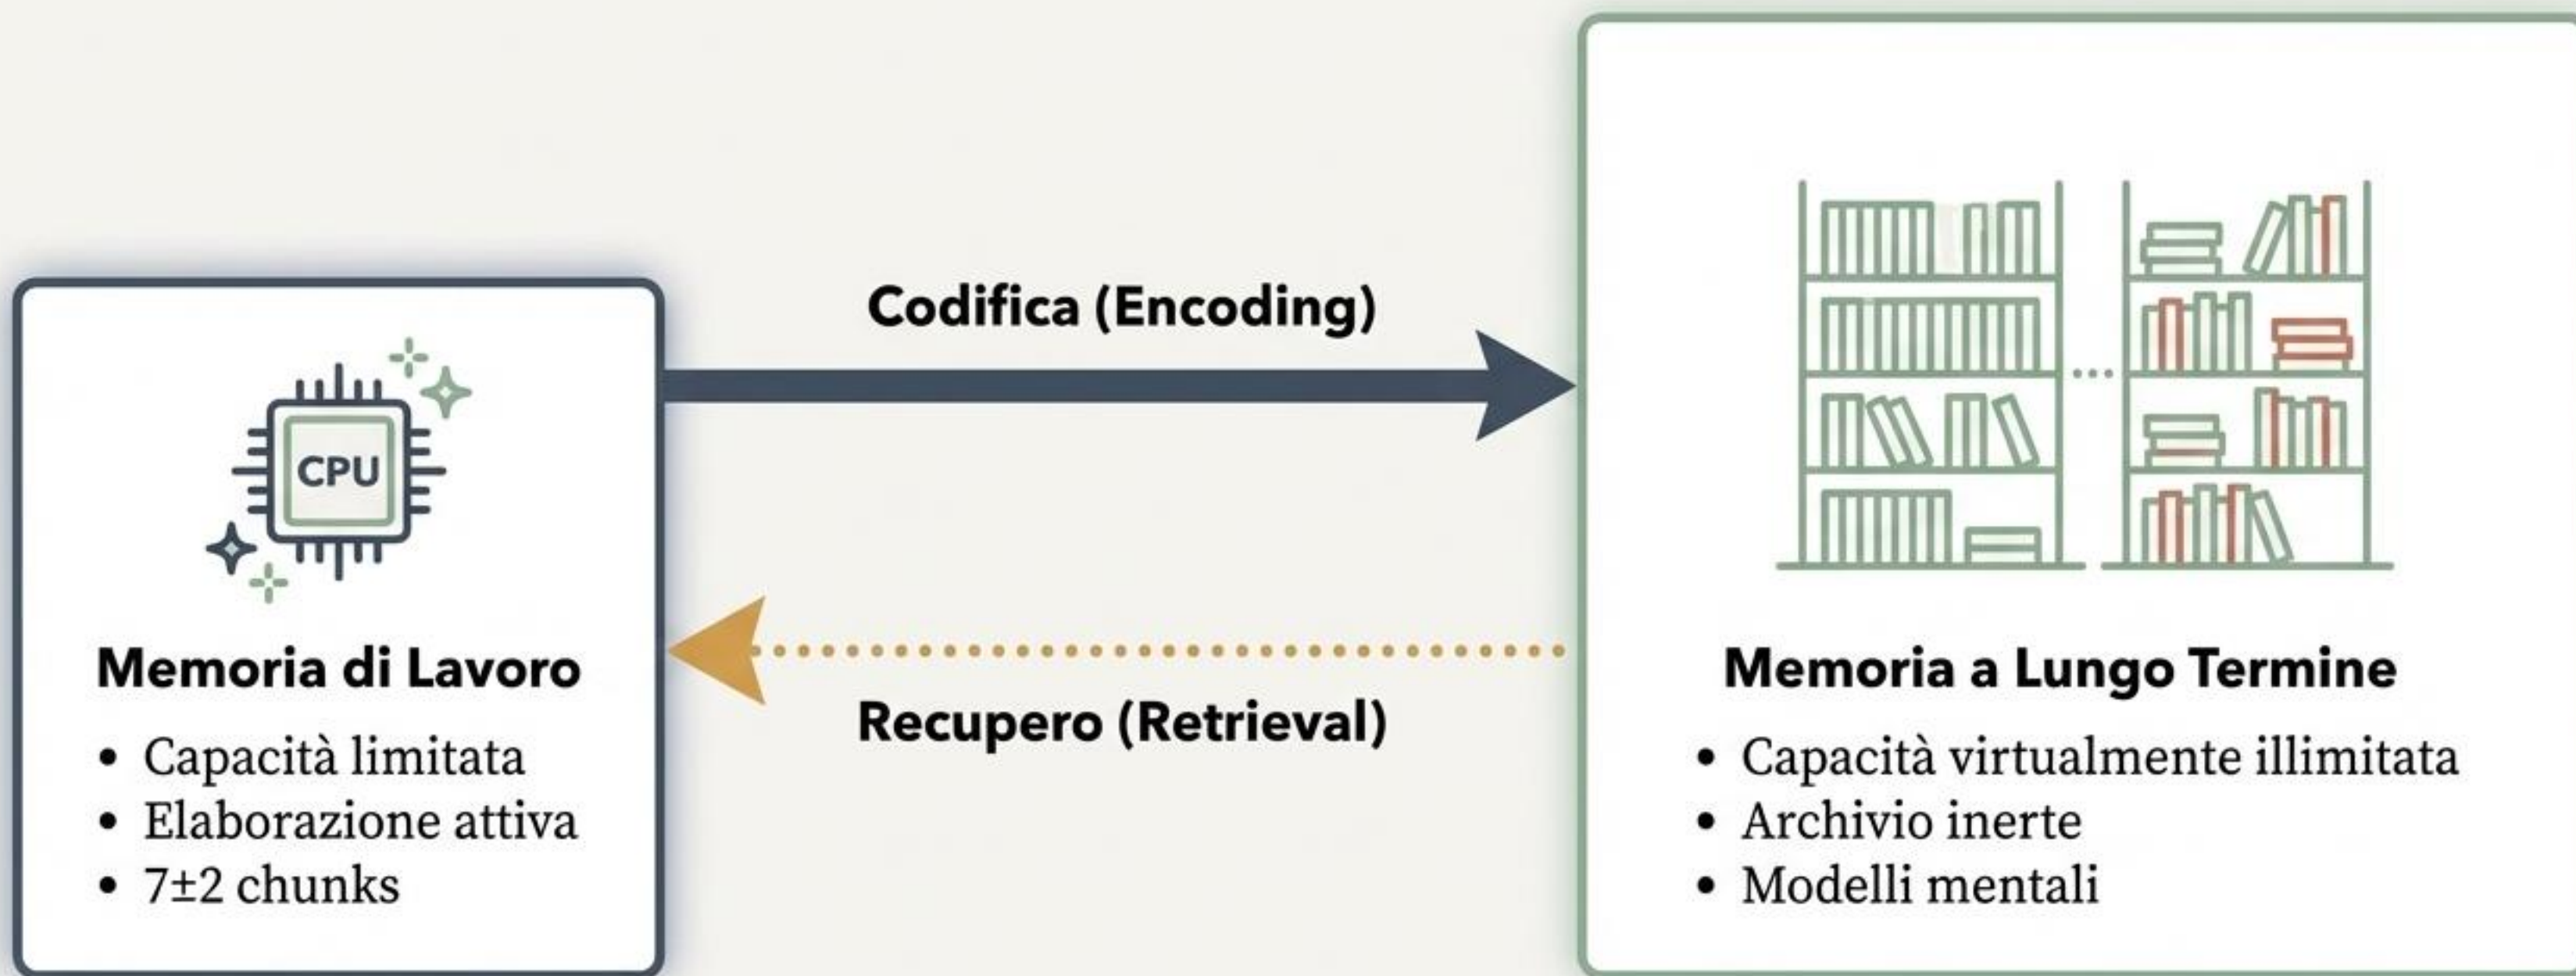 CPU
Memoria di Lavoro
• Capacità limitata
• Elaborazione attiva
• 7±2 chunks
Codifica (Encoding)
Recupero (Retrieval)
Memoria a Lungo Termine
• Capacità virtualmente illimitata
• Archivio inerte
• Modelli mentali